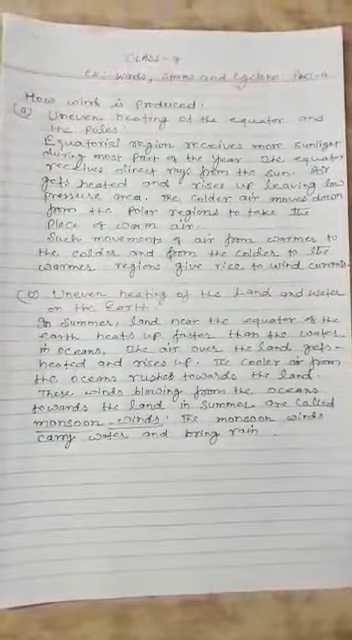 CLASS-7
Winds, Storms and Cyclone
How wind is produced.
(a) Uneven heating of the equator and
the poles.
Equatorial region receives more sunlight
during most part of the year. The equator
receives direct rays from the sun. Air
gets heated and rises up leaving low
pressure area. The colder air moves down
from the Polar regions to take the
place of warm air.
Such movements of air from warmer to
the colder and from the colder to the
warmer regions give rise to wind
(b) Uneven heating of the Land and water
on the Earth
In Summer, land near the equator of the
earth heats up faster than the water
in oceans, The air over the land gets
heated and rises up. The cooler air from
the oceans rushes towards the land.
These winds blowing from the oceans
towards the land in Summer are called
monsoon winds. The monsoon winds
carry water and bring rain